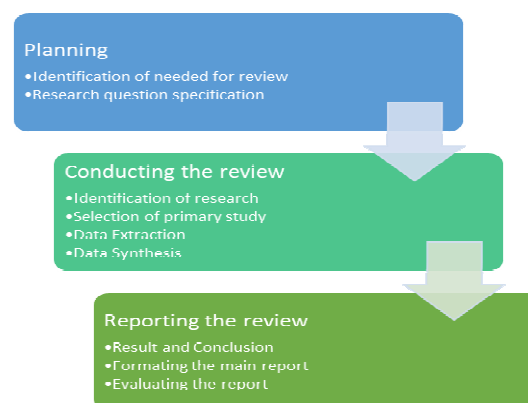 Planning
•Identification of needed for review
•Research question specification
Conducting the review
•Identification of research
•Selection of primary study
•Data Extraction
•Data Synthesis
Reporting the review
•Result and Conclusion
•Formating the main report
•Evaluating the report